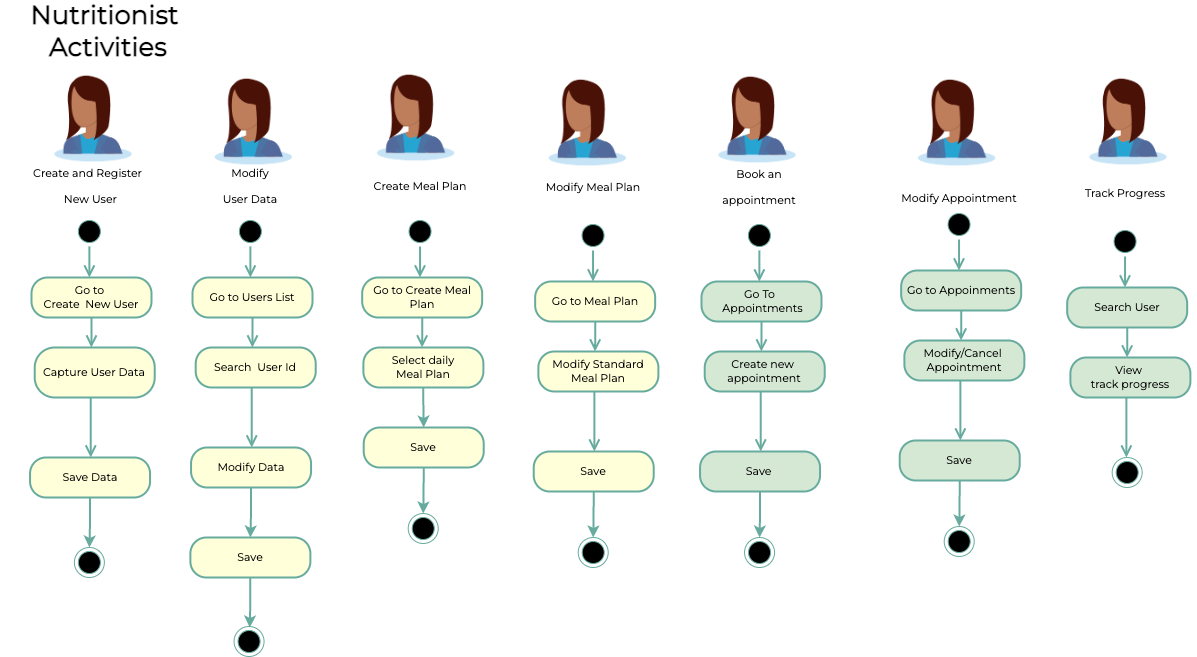 Nutritionist
Activities
Create and Register
New User
Go to
Create New User
Capture User Data
Save Data
Modify
User Data
Go to Users List
Search User Id
Modify Data
Save
Create Meal Plan
Go to Create Meal
Plan
Select daily
Meal Plan
Save
Modify Meal Plan
Go to Meal Plan
Modify Standard
Meal Plan
Save
Book an
appointment
Go To
Appointments
Create new
appointment
Save
Modify Appointment
Go to Appoinments
Modify/Cancel
Appointment
Save
Track Progress
Search User
View
track progress